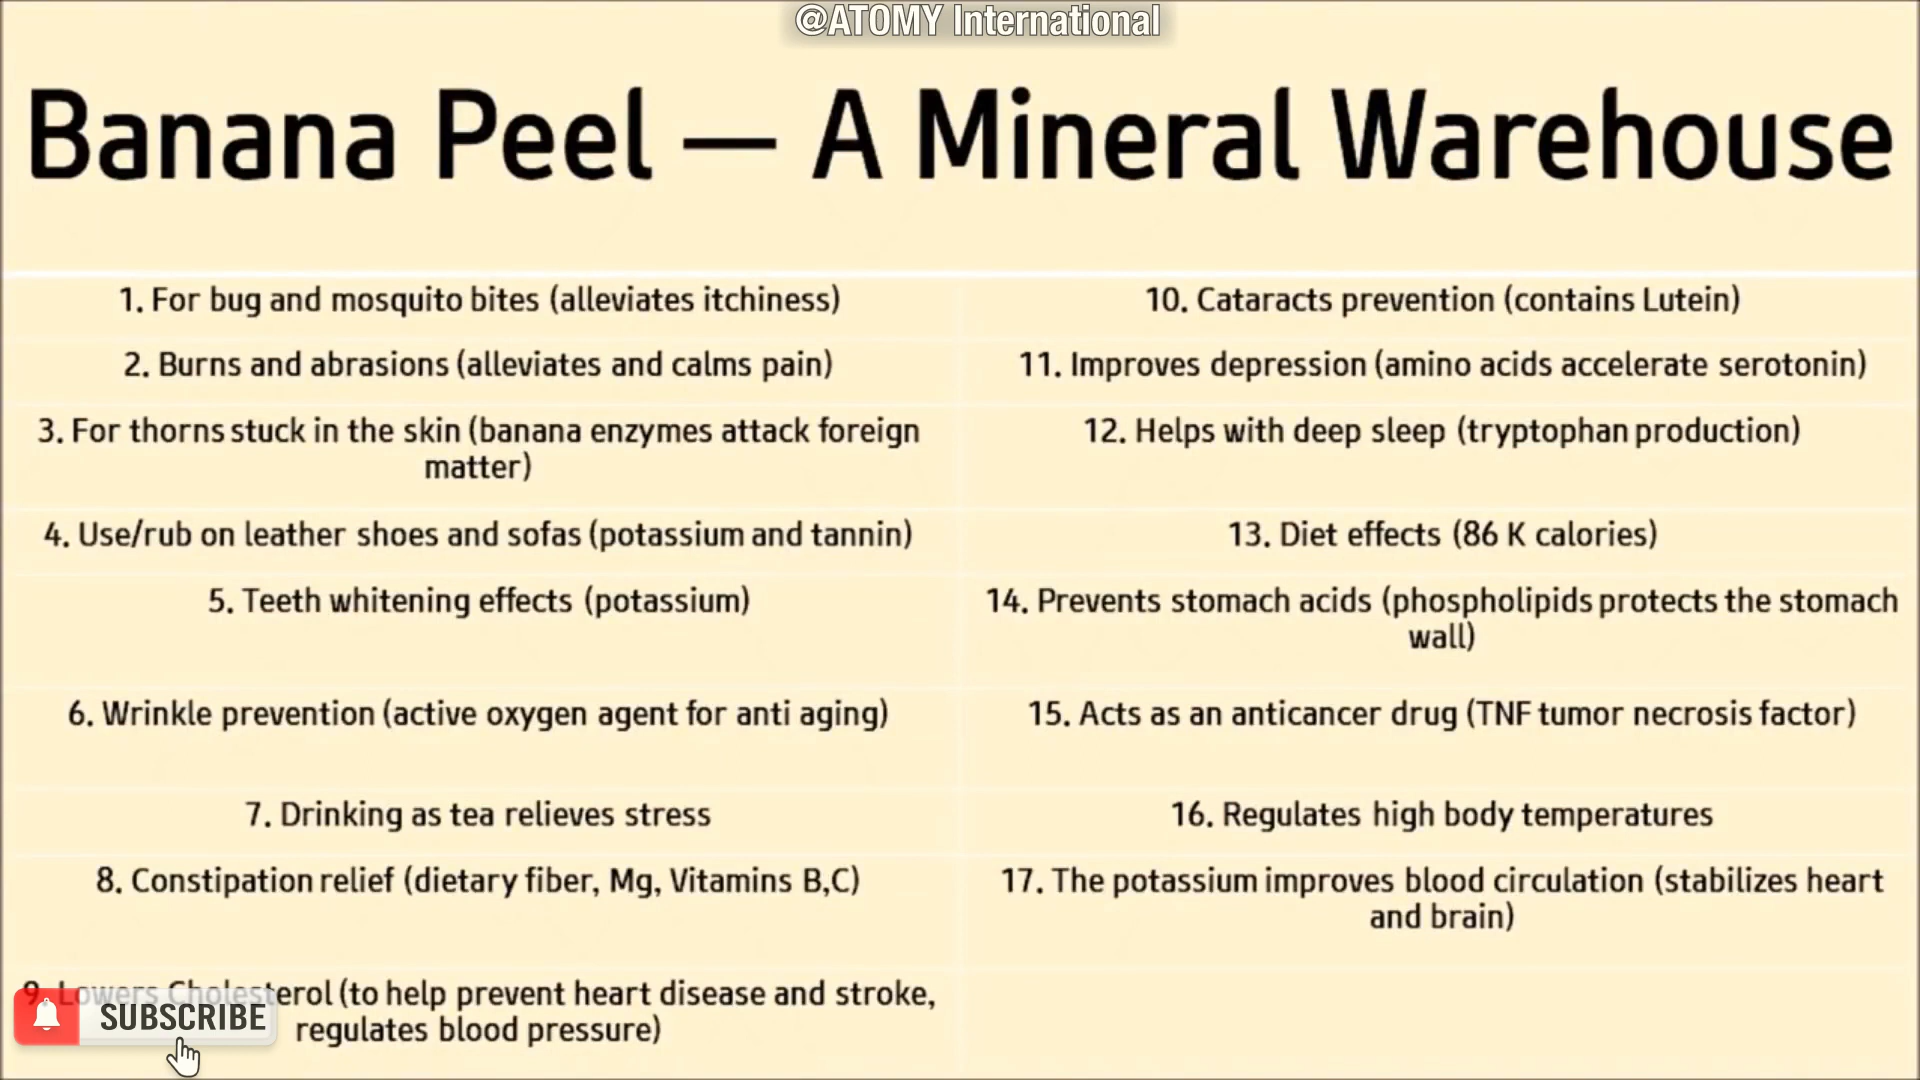 @ATOMY International
Banana Peel — A Mineral Warehouse
1. For bug and mosquito bites (alleviates itchiness)
2. Burns and abrasions (alleviates and calms pain)
3. For thorns stuck in the skin (banana enzymes attack foreign
matter)
4. Use/rub on leather shoes and sofas (potassium and tannin)
5. Teeth whitening effects (potassium)
6. Wrinkle prevention (active oxygen agent for anti aging)
7. Drinking as tea relieves stress
8. Constipation relief (dietary fiber, Mg, Vitamins B,C)
9. Lowers Cholesterol (to help prevent heart disease and stroke,
regulates blood pressure)
10. Cataracts prevention (contains Lutein)
11. Improves depression (amino acids accelerate serotonin)
12. Helps with deep sleep (tryptophan production)
13. Diet effects (86 K calories)
14. Prevents stomach acids (phospholipids protects the stomach
wall)
15. Acts as an anticancer drug (TNF tumor necrosis factor)
16. Regulates high body temperatures
17. The potassium improves blood circulation (stabilizes heart
and brain)
SUBSCRIBE